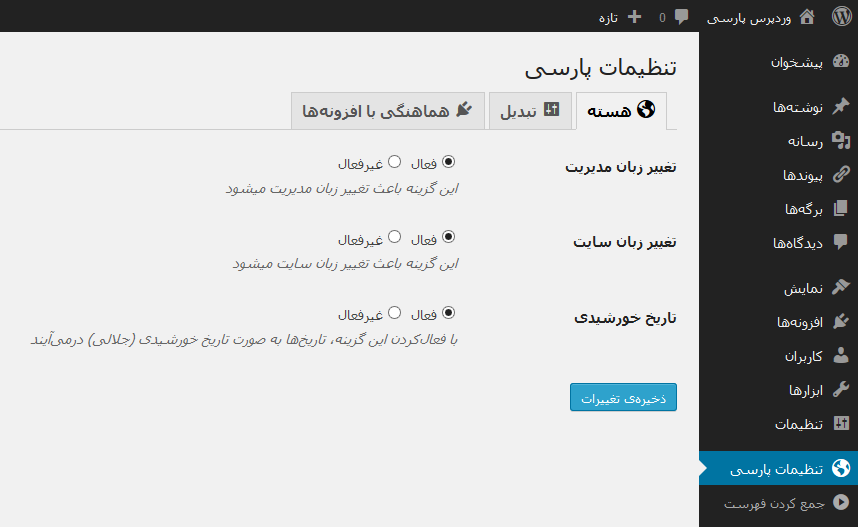 وردپرس پارسی
0
تازه
پیشخوان
نوشته‌ها
رسانه
پیوندها
برگه‌ها
دیدگاه‌ها
نمایش
افزونه‌ها
کاربران
ابزارها
تنظیمات
تنظیمات پارسی
جمع کردن فهرست
تنظیمات پارسی
هسته
تبدیل
هماهنگی با افزونه‌ها
تغییر زبان مدیریت
فعال غیرفعال
این گزینه باعث تغییر زبان مدیریت میشود
تغییر زبان سایت
فعال غیرفعال
این گزینه باعث تغییر زبان سایت میشود
تاریخ خورشیدی
فعال غیرفعال
با فعال‌کردن این گزینه، تاریخ‌ها به صورت تاریخ خورشیدی (جلالی) درمی‌آیند
ذخیره‌ی تغییرات